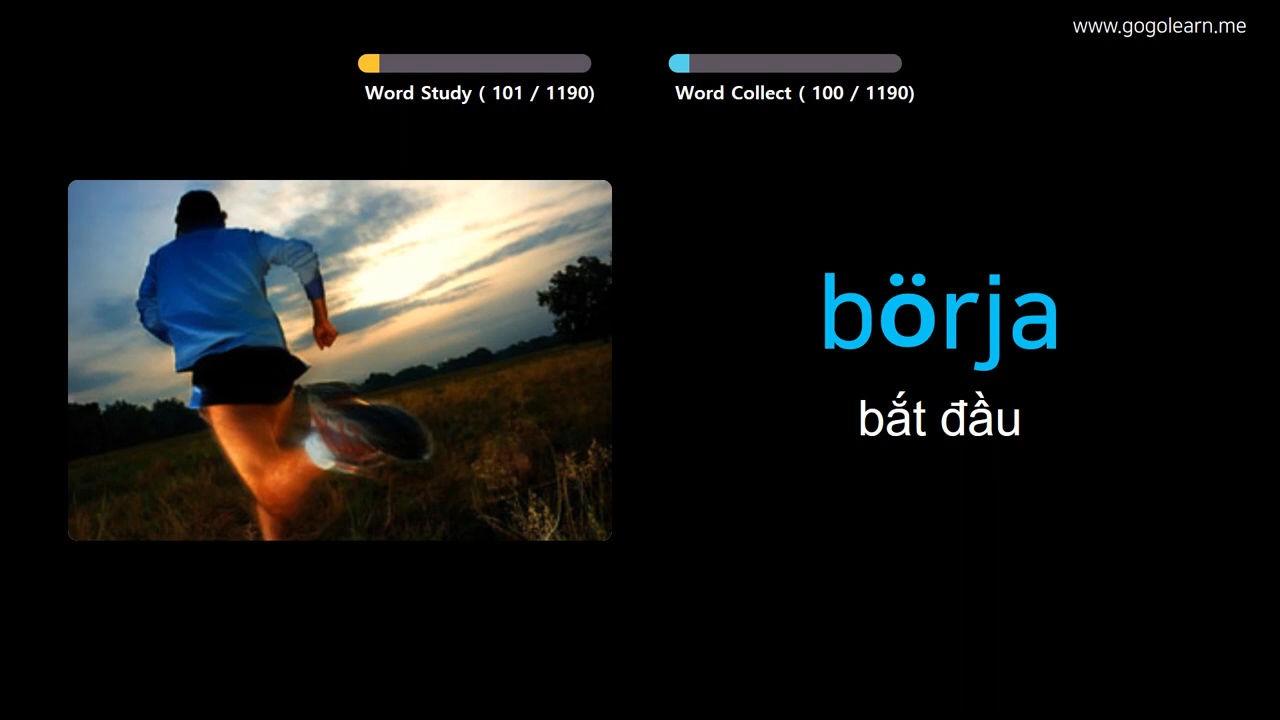 www.gogolearn.me
Word Study ( 101 / 1190)
Word Collect ( 100 / 1190)
börja
bắt đầu